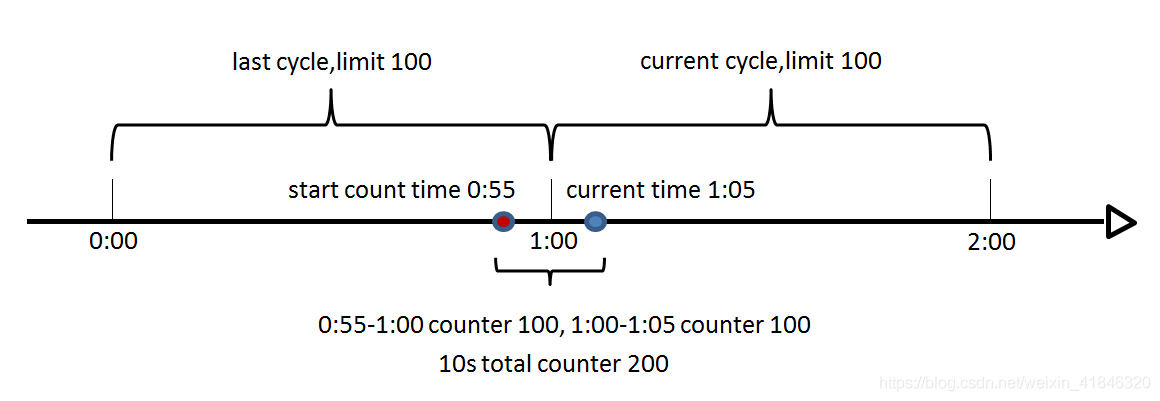 last cycle,limit 100
current cycle,limit 100
start count time 0:55
current time 1:05
0:00
1:00
2:00
0:55-1:00 counter 100, 1:00-1:05 counter 100
10s total counter 200
https://blog.csdn.net/weixin_41846320